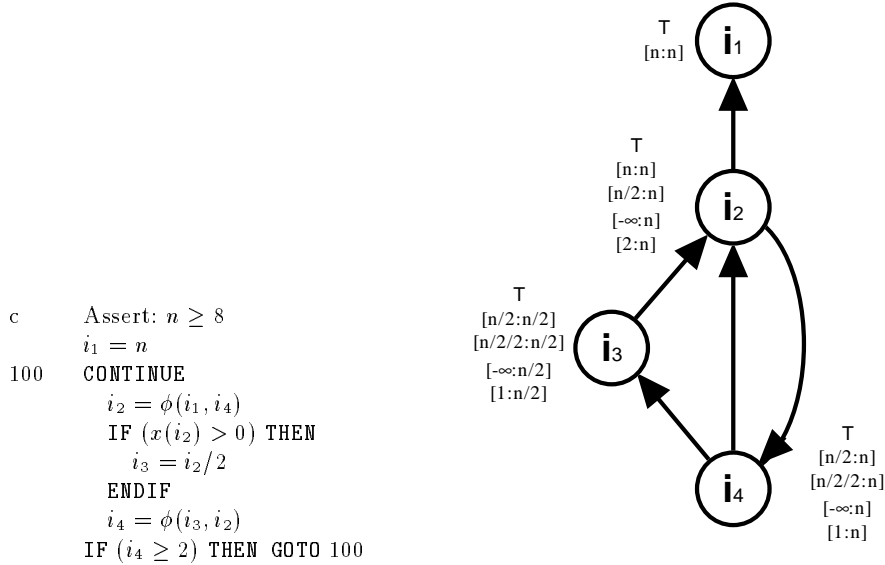 c Assert: n ≥ 8
i₁ = n
100 CONTINUE
i₂ = ϕ(i₁, i₄)
IF (x(i₂) > 0) THEN
i₃ = i₂/2
ENDIF
i₄ = ϕ(i₃, i₂)
IF (i₄ ≥ 2) THEN GOTO 100
T
[n:n]
i₁
T
[n:n]
[n/2:n]
[-∞:n]
[2:n]
i₂
T
[n/2:n/2]
[n/2/2:n/2]
[-∞:n/2]
[1:n/2]
i₃
T
[n/2:n]
[n/2/2:n]
[-∞:n]
[1:n]
i₄